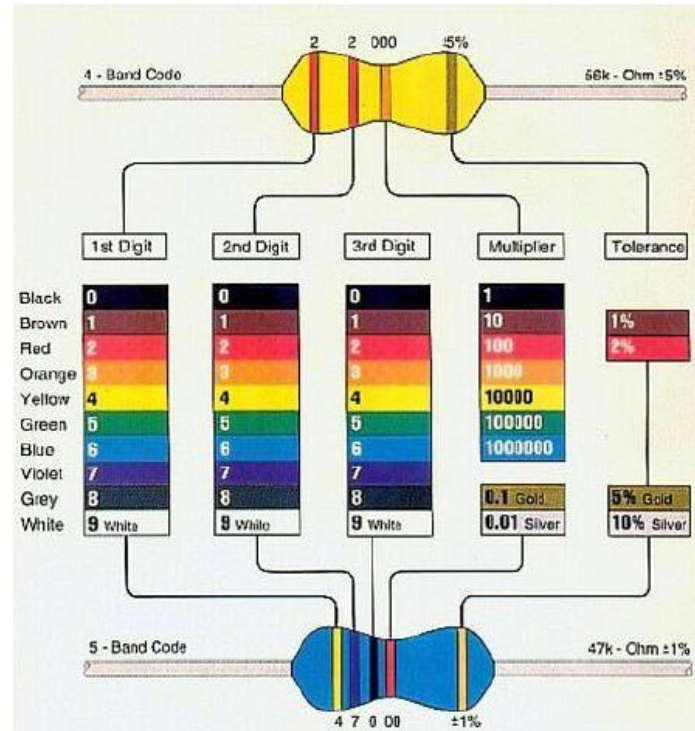 2 2 000 :5%
4 - Band Code 56k - Ohm ±5%
1st Digit 2nd Digit 3rd Digit Multiplier Tolerance
Black 0 0 0 1
Brown 1 1 1 10 1%
Red 2 2 2 100 2%
Orange 3 3 3 1000
Yellow 4 4 4 10000
Green 5 5 5 100000
Blue 6 6 6 1000000
Violet 7 7 7
Grey 8 8 8 0.1 Gold 5% Gold
White 9 White 9 White 9 White 0.01 Silver 10% Silver
5 - Band Code 47k - Ohm ±1%
4 7 0 00 ±1%